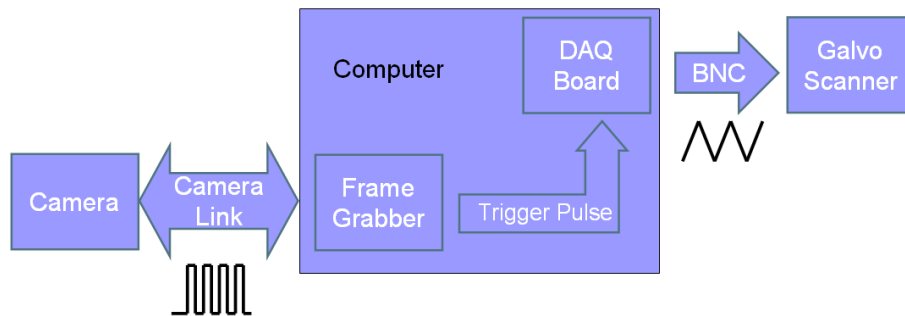 Computer
DAQ
Board
BNC
Galvo
Scanner
Camera
Camera
Link
Frame
Grabber
Trigger Pulse